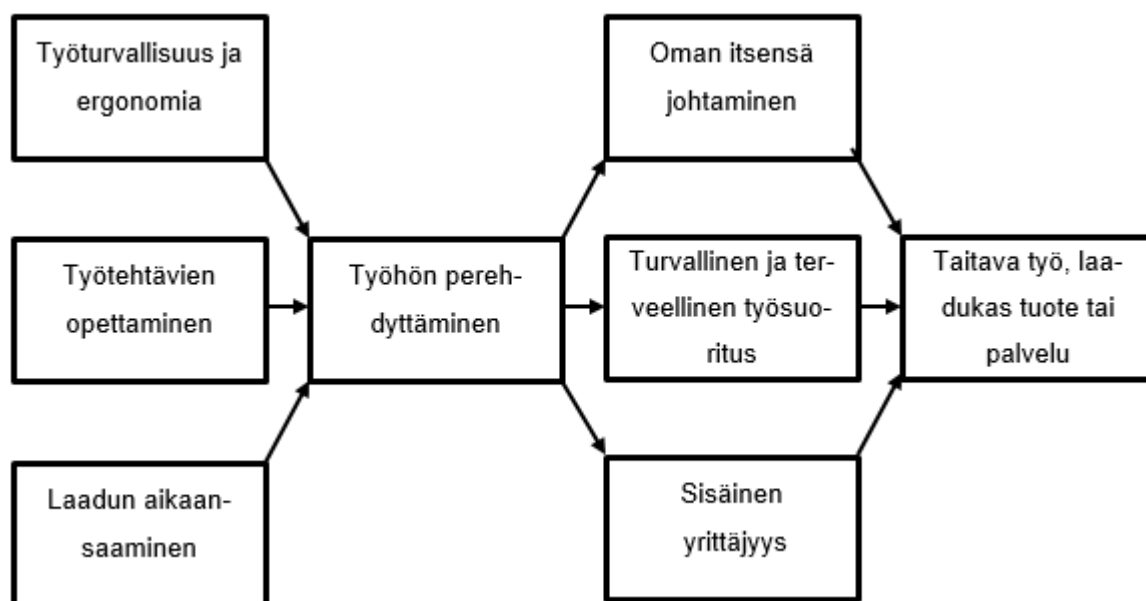 Työturvallisuus ja
ergonomia
Oman itsensä
johtaminen
Työtehtävien
opettaminen
Työhön pereh-
dyttäminen
Turvallinen ja ter-
veellinen työsuo-
ritus
Taitava työ, laa-
dukas tuote tai
palvelu
Laadun aikaan-
saaminen
Sisäinen
yrittäjyys